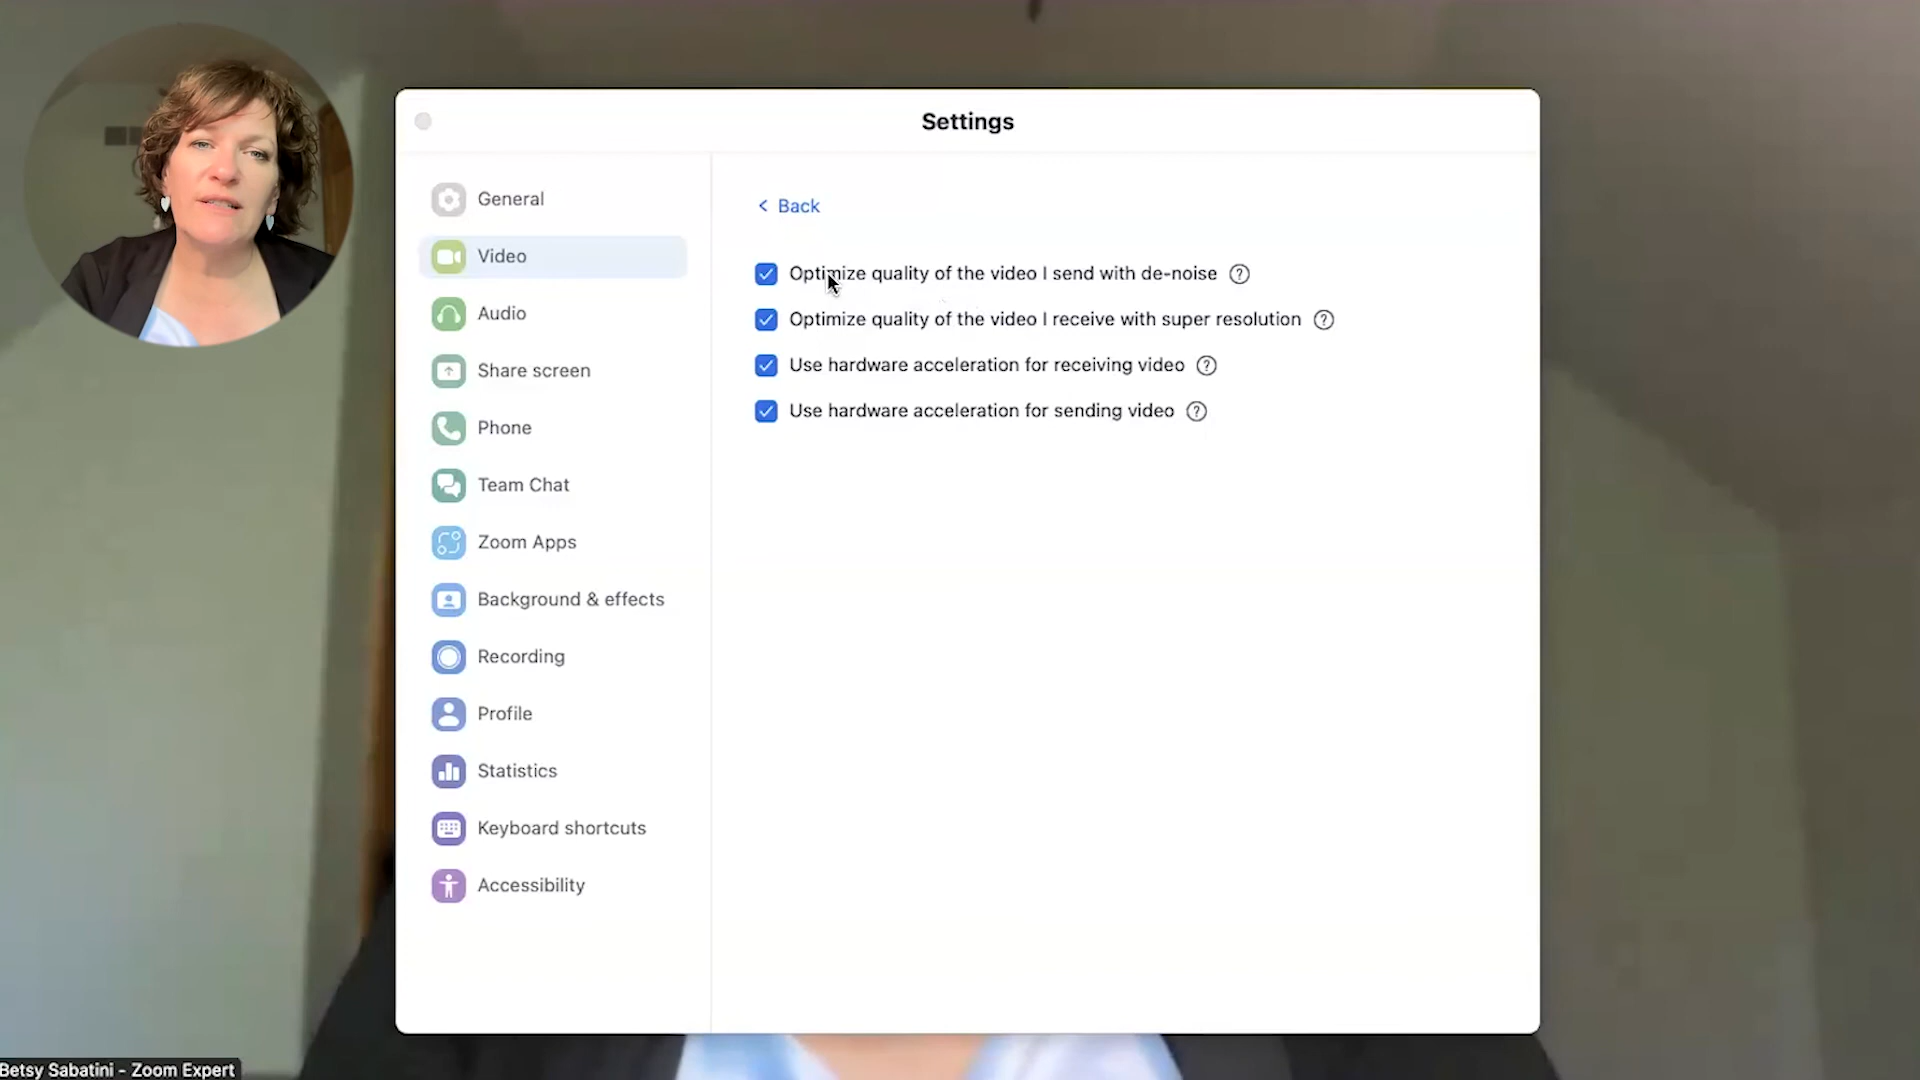 Settings
General
Video
Audio
Share screen
Phone
Team Chat
Zoom Apps
Background & effects
Recording
Profile
Statistics
Keyboard shortcuts
Accessibility
< Back
Optimize quality of the video I send with de-noise ?
Optimize quality of the video I receive with super resolution ?
Use hardware acceleration for receiving video ?
Use hardware acceleration for sending video ?
Betsy Sabatini - Zoom Expert